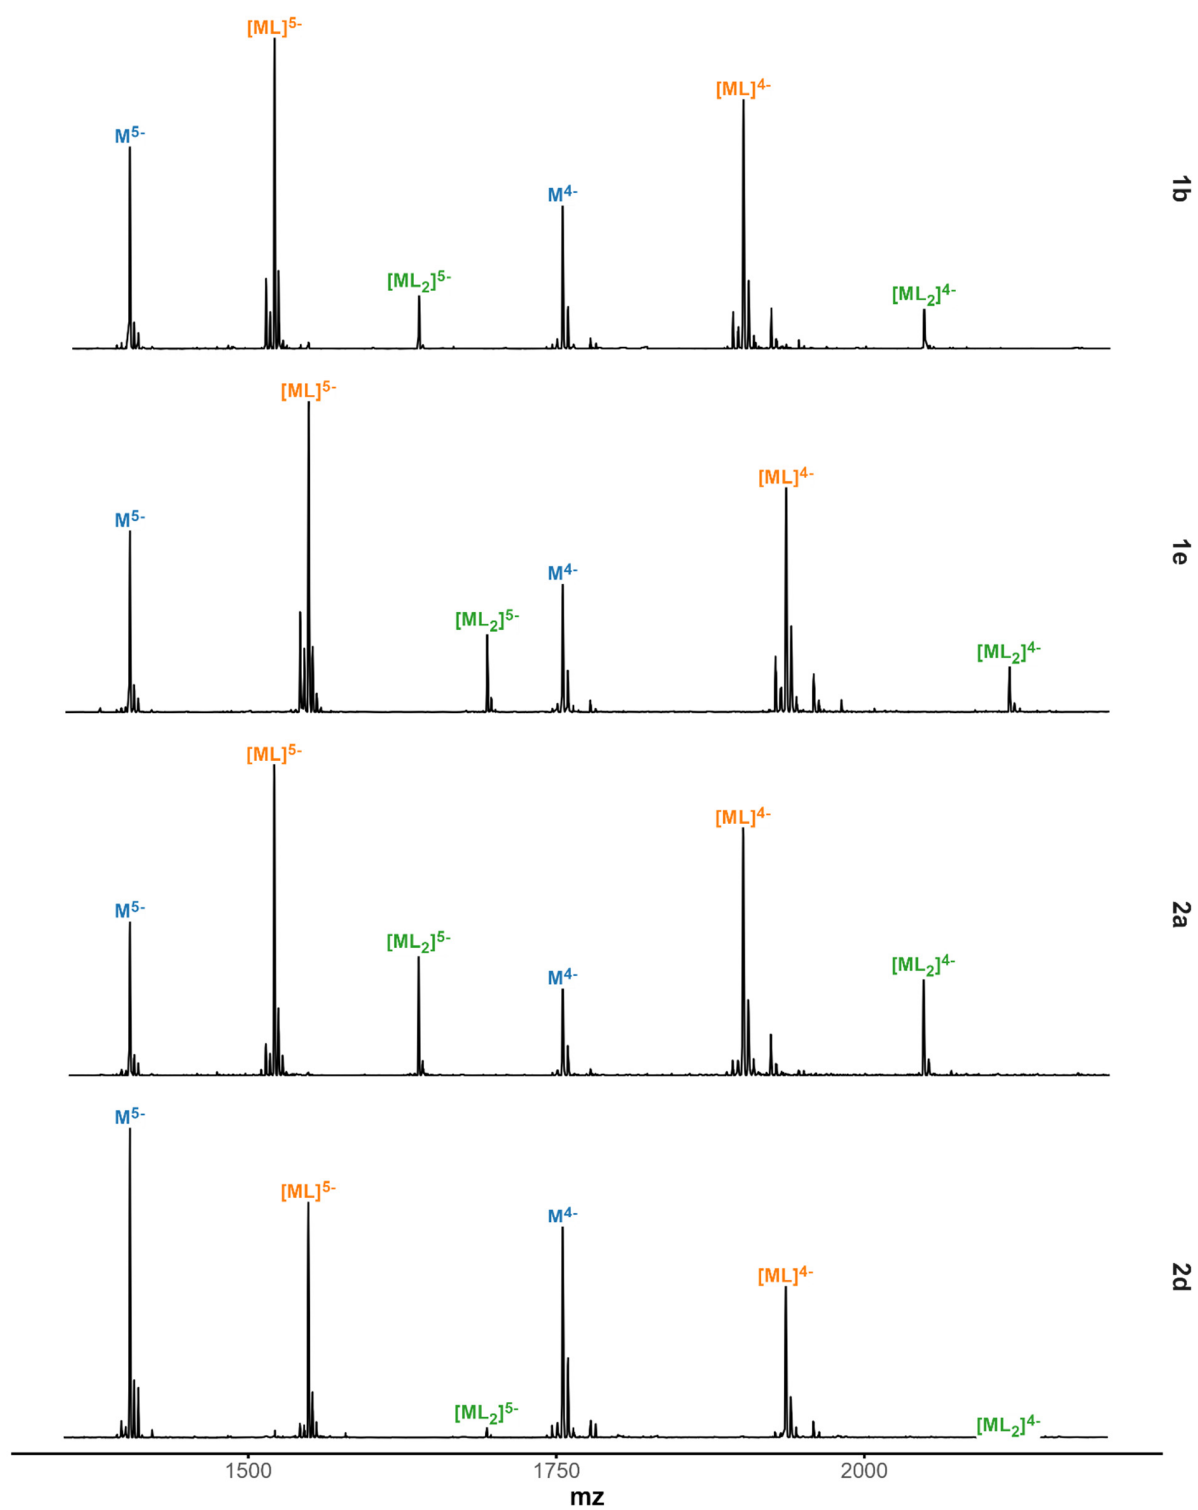 [ML]5-
[ML]4-
M5-
M4-
[ML2]5-
[ML2]4-
1b
[ML]5-
[ML]4-
M5-
M4-
[ML2]5-
[ML2]4-
1e
[ML]5-
[ML]4-
M5-
[ML2]5-
[ML2]4-
M4-
2a
M5-
[ML]5-
M4-
[ML]4-
[ML2]5-
[ML2]4-
2d
1500 1750 2000
mz